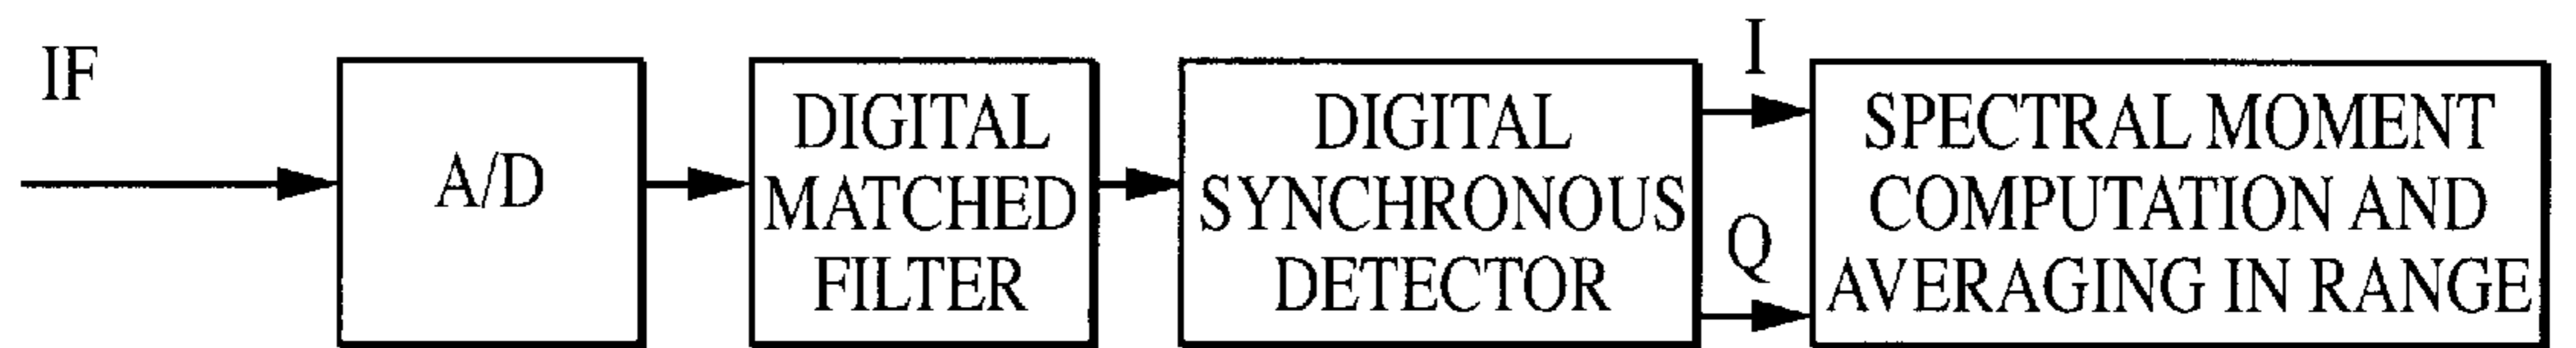 IF
A/D
DIGITAL
MATCHED
FILTER
DIGITAL
SYNCHRONOUS
DETECTOR
I
Q
SPECTRAL MOMENT
COMPUTATION AND
AVERAGING IN RANGE